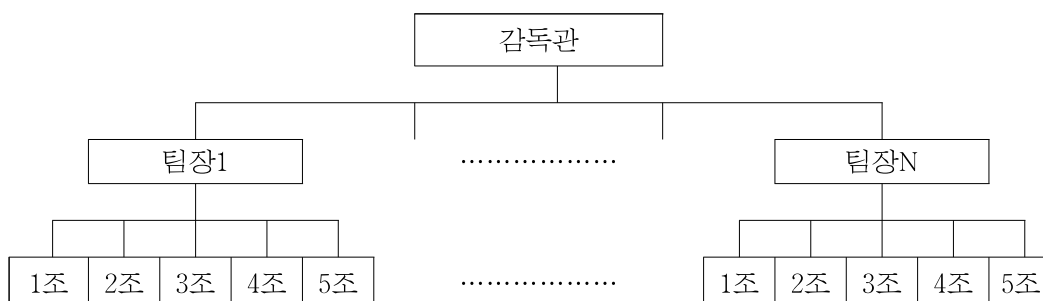 감독관
팀장1 ……………… 팀장N
1조 2조 3조 4조 5조 ……………… 1조 2조 3조 4조 5조